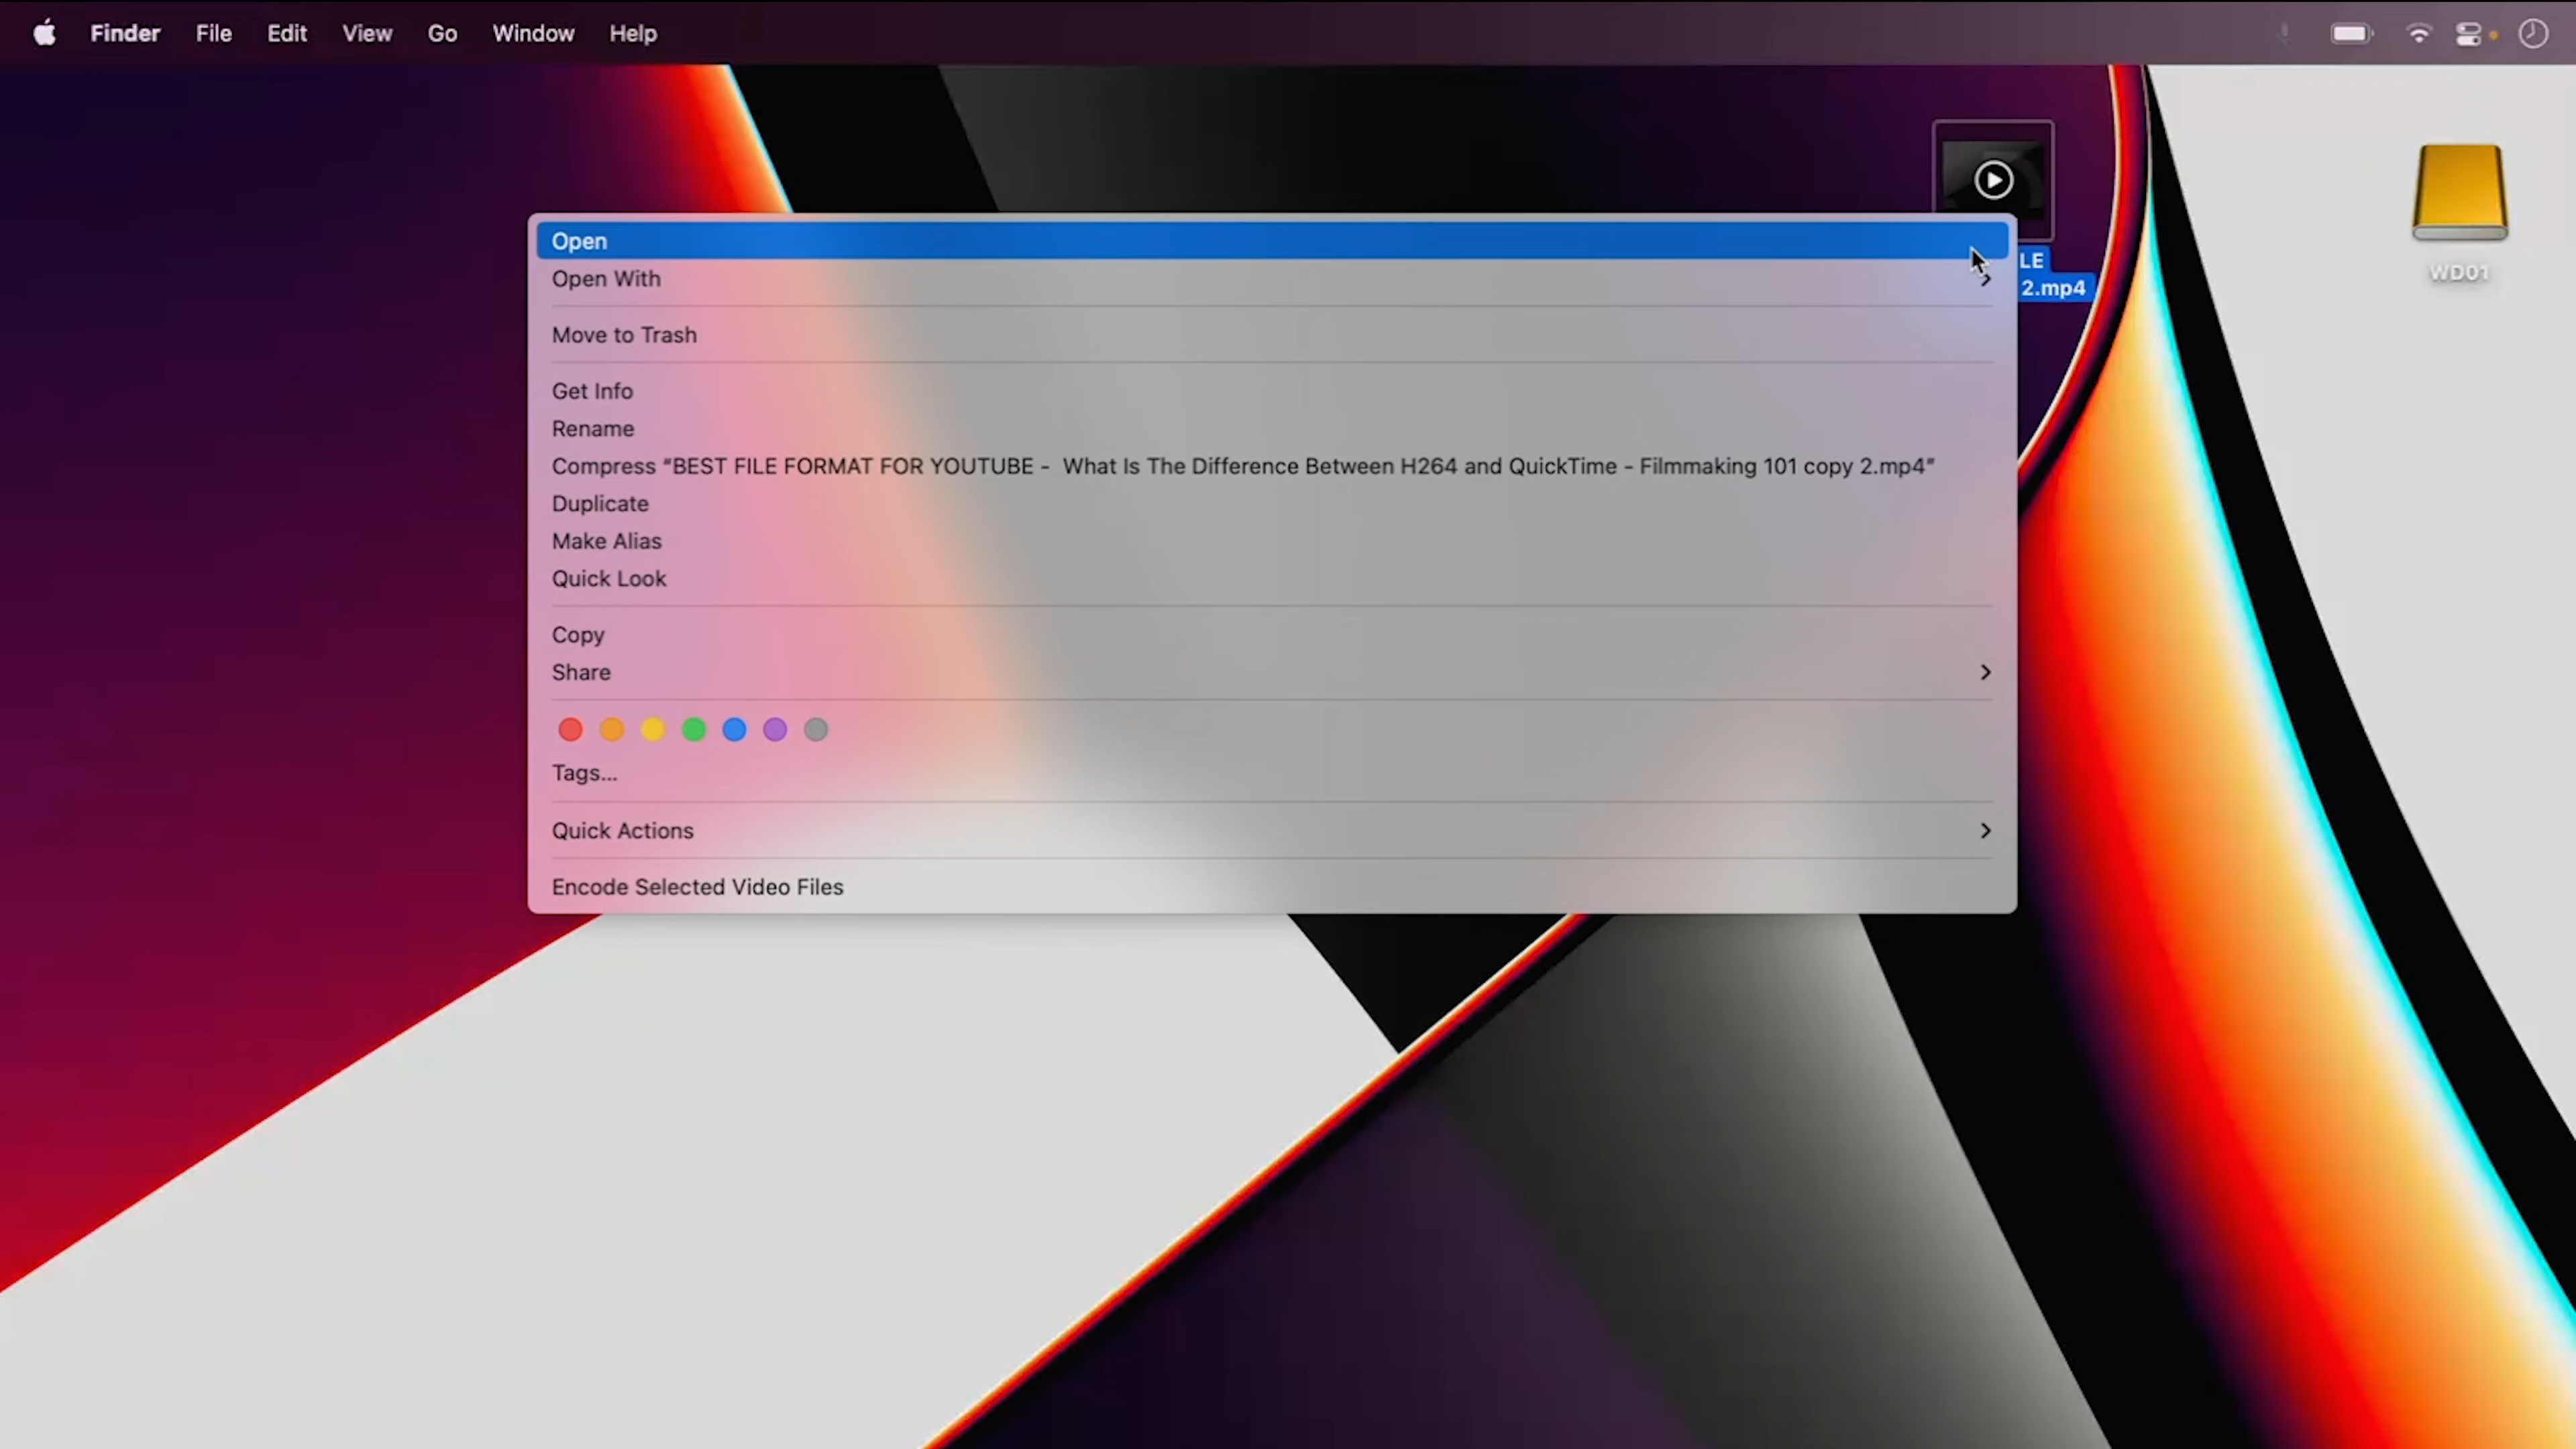 Finder File Edit View Go Window Help
Open
LE
2.mp4
WD01
Open With
Move to Trash
Get Info
Rename
Compress “BEST FILE FORMAT FOR YOUTUBE -  What Is The Difference Between H264 and QuickTime - Filmmaking 101 copy 2.mp4”
Duplicate
Make Alias
Quick Look
Copy
Share
Tags...
Quick Actions
Encode Selected Video Files